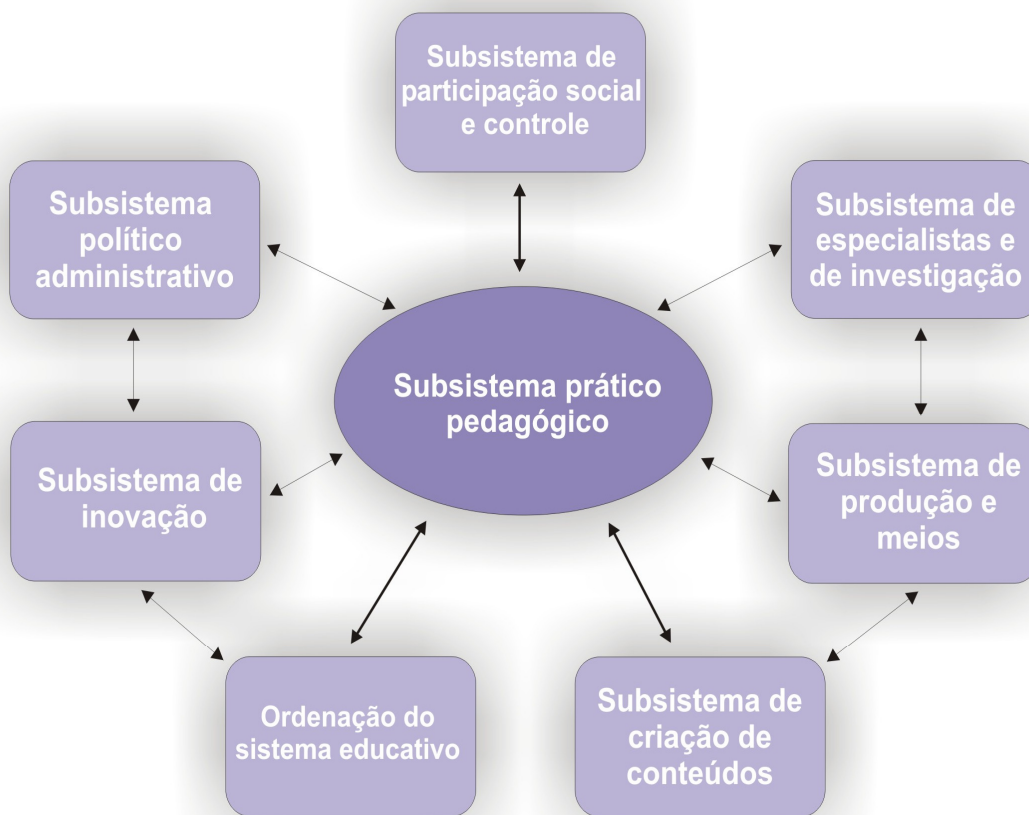 Subsistema de
participação social
e controle
Subsistema
político
administrativo
Subsistema de
especialistas e
de investigação
Subsistema prático
pedagógico
Subsistema de
inovação
Subsistema de
produção e
meios
Ordenação do
sistema educativo
Subsistema de
criação de
conteúdos